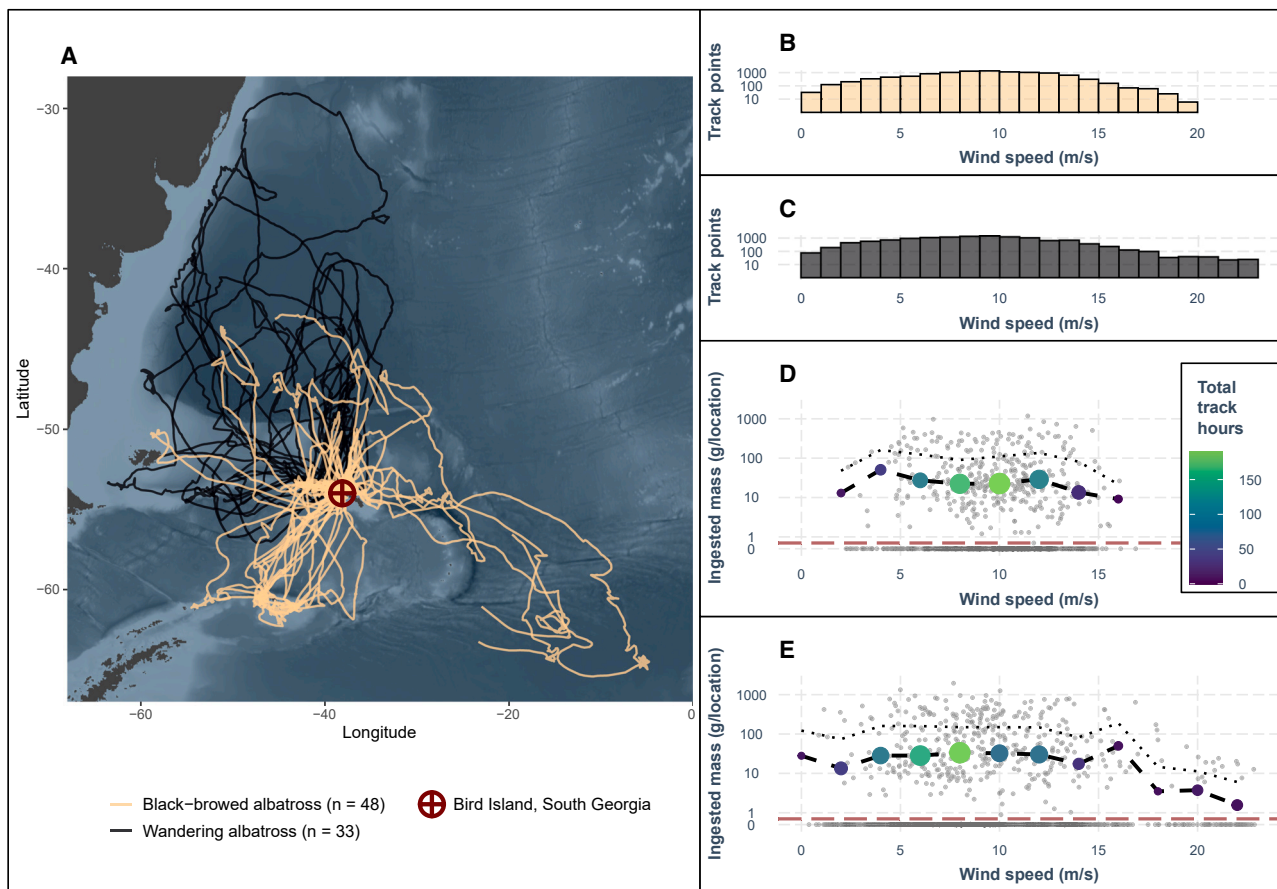 A
−30
−40
−50
−60
Latitude
−60
−40
−20
0
Longitude
Black−browed albatross (n = 48)
Wandering albatross (n = 33)
Bird Island, South Georgia
B
Track points
1000
100
10
0
5
10
15
20
Wind speed (m/s)
C
Track points
1000
100
10
0
5
10
15
20
Wind speed (m/s)
D
Ingested mass (g/location)
1000
100
10
1
0
0
5
10
15
Wind speed (m/s)
Total
track
hours
150
100
50
0
E
Ingested mass (g/location)
1000
100
10
1
0
0
5
10
15
20
Wind speed (m/s)